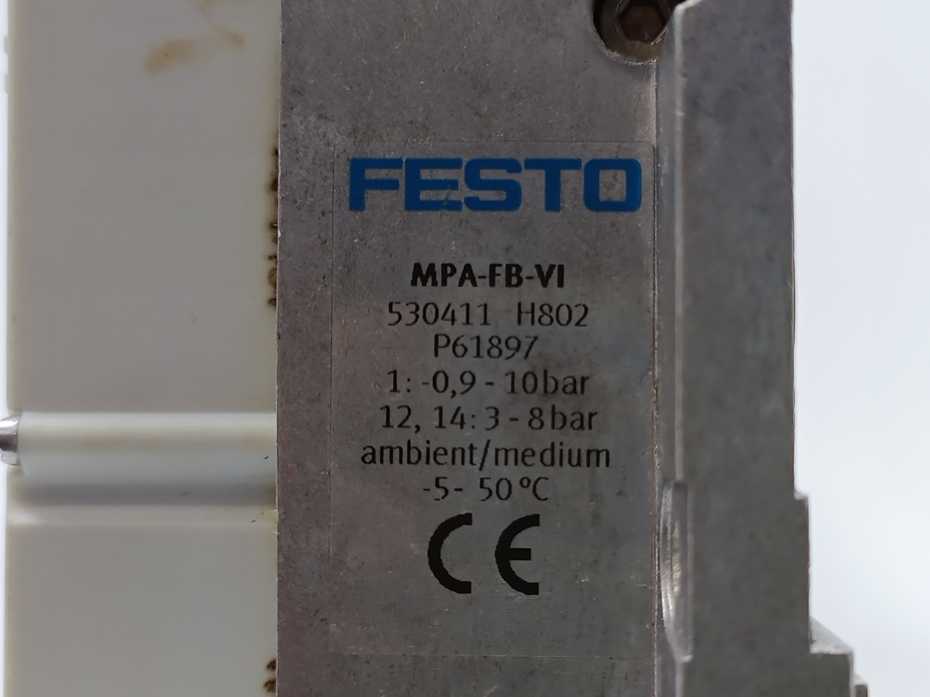 FESTO
MPA-FB-VI
530411 H802
P61897
1: -0,9 - 10bar
12, 14: 3 - 8bar
ambient/medium
-5- 50°C
CE